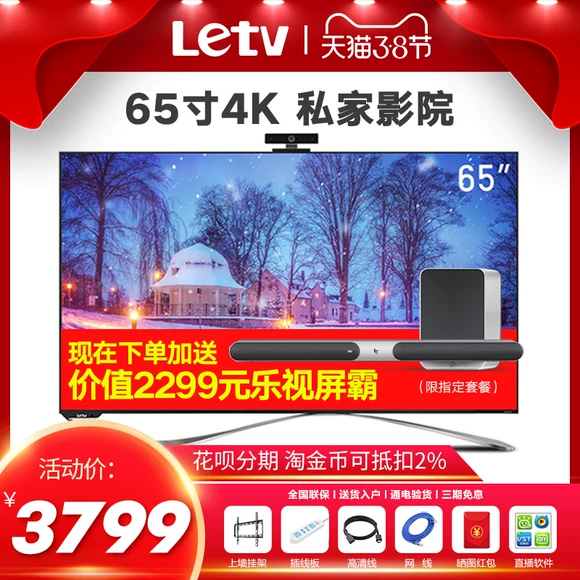 Letv
天猫3·8节
65寸4K 私家影院
65"
现在下单加送
价值2299元乐视屏霸
(限指定套餐)
Letv
活动价:
¥3799
花呗分期 淘金币可抵扣2%
全国联保 | 送货入户 | 通电验货 | 三期免息
上墙挂架
插线板
高清线
网 线
晒图红包
直播软件
VST